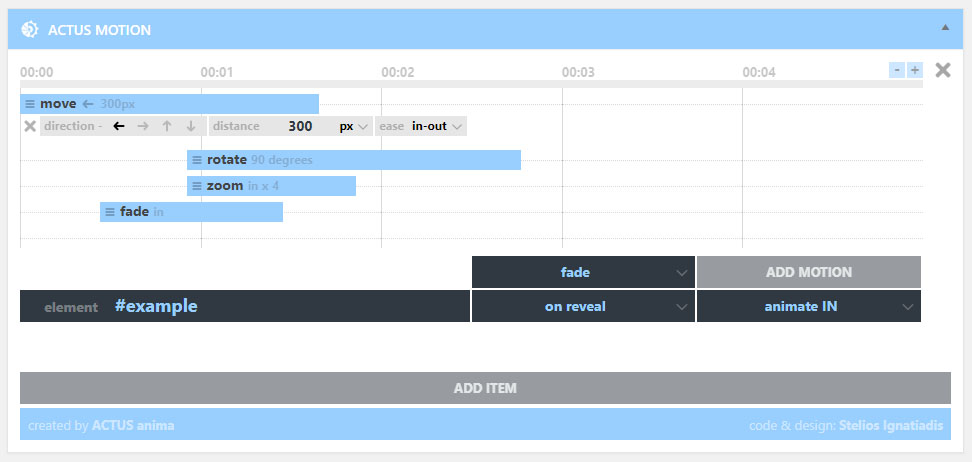 ACTUS MOTION
00:00 00:01 00:02 00:03 00:04 - +
move 300px
direction - distance 300 px ease in-out
rotate 90 degrees
zoom in x 4
fade in
fade ADD MOTION
element #example on reveal animate IN
ADD ITEM
created by ACTUS anima code & design: Stelios Ignatiadis